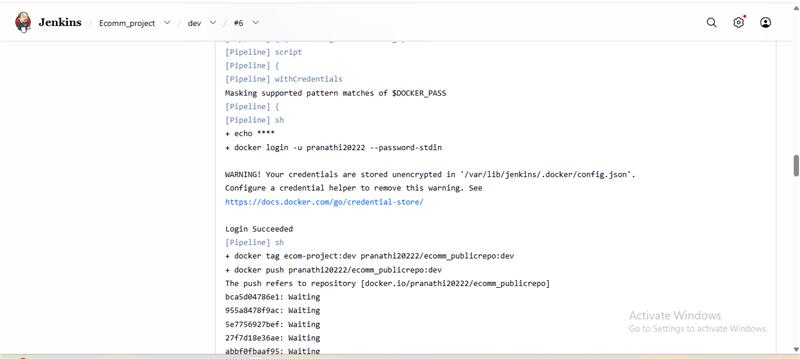 Jenkins / Ecomm_project / dev / #6
[Pipeline] script
[Pipeline] {
[Pipeline] withCredentials
Masking supported pattern matches of $DOCKER_PASS
[Pipeline] {
[Pipeline] sh
+ echo ****
+ docker login -u pranathi20222 --password-stdin
WARNING! Your credentials are stored unencrypted in '/var/lib/jenkins/.docker/config.json'.
Configure a credential helper to remove this warning. See
https://docs.docker.com/go/credential-store/
Login Succeeded
[Pipeline] sh
+ docker tag ecom-project:dev pranathi20222/ecomm_publicrepo:dev
+ docker push pranathi20222/ecomm_publicrepo:dev
The push refers to repository [docker.io/pranathi20222/ecomm_publicrepo]
bca5d04786e1: Waiting
955a8478f9ac: Waiting
5e7756927bef: Waiting
27f7d18e36ae: Waiting
abbf0fbaaf95: Waiting
Activate Windows
Go to Settings to activate Windows.